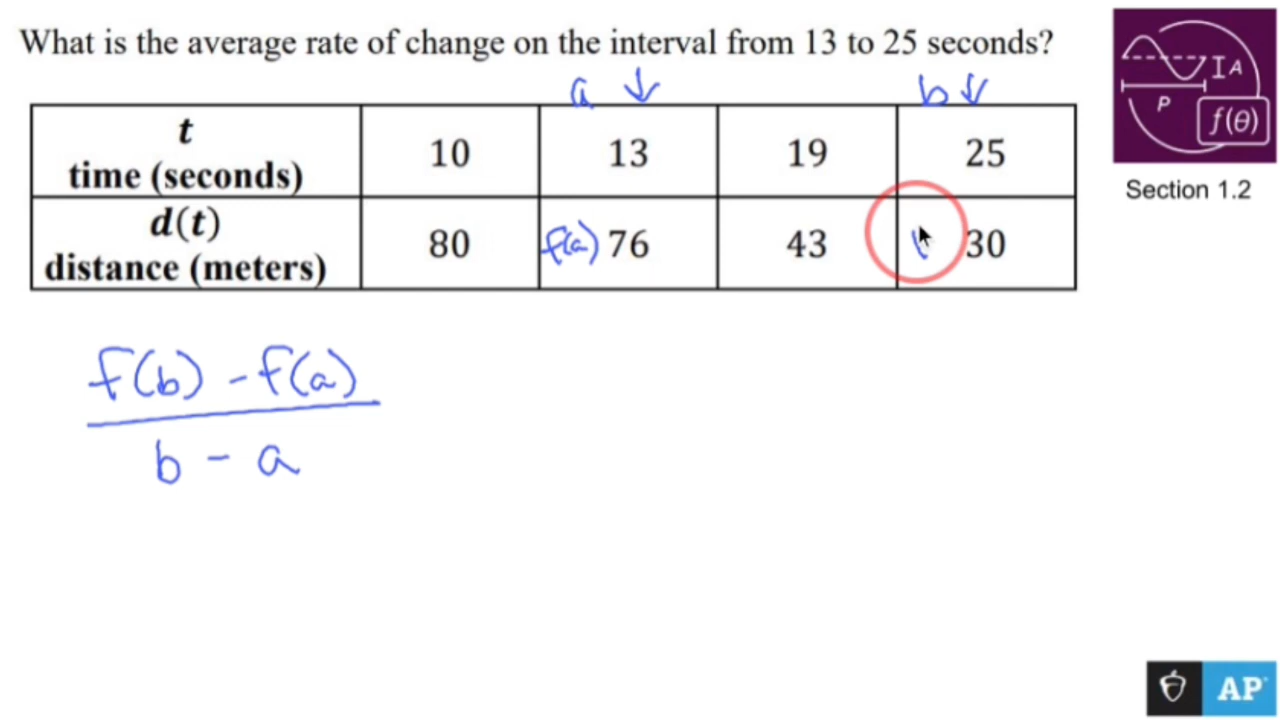 What is the average rate of change on the interval from 13 to 25 seconds?
a ↓ b ↓
t
time (seconds) 10 13 19 25
d(t)
distance (meters) 80 f(a) 76 43 30
f(b) - f(a)
b - a
I A
P
f(θ)
Section 1.2
AP